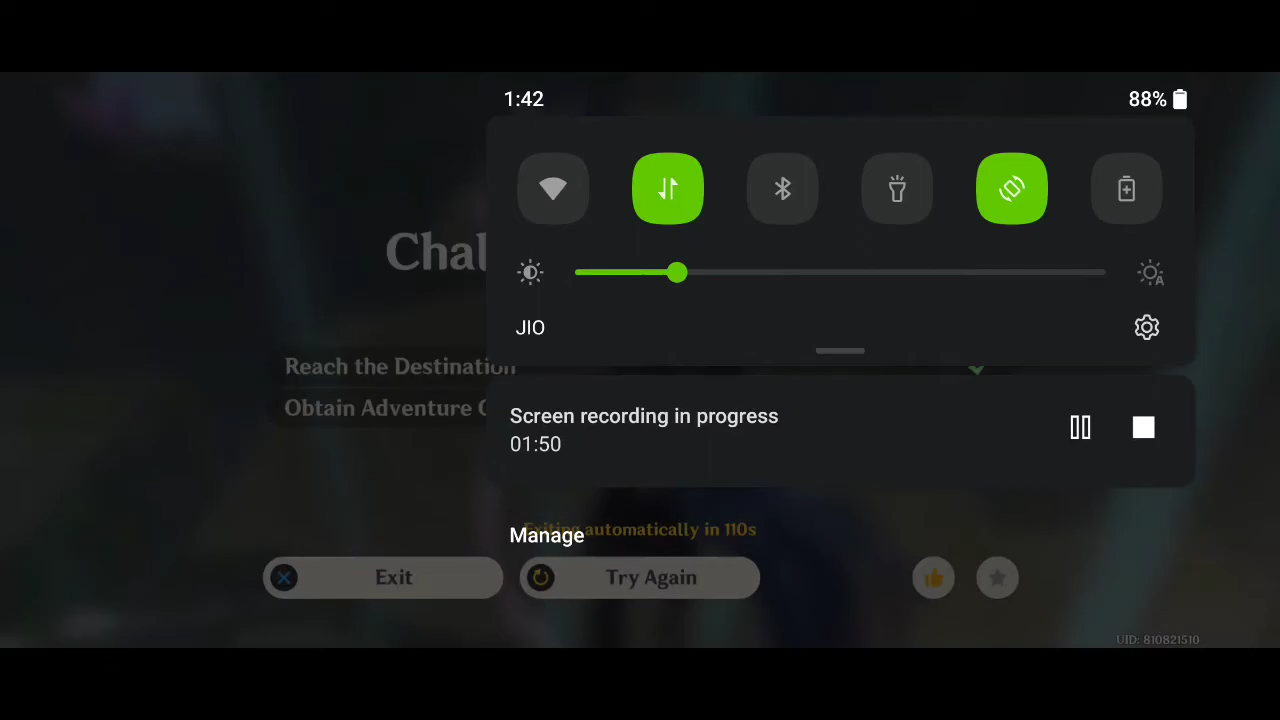 1:42
88%
Chal
JIO
Reach the Destination
Obtain Adventure
Screen recording in progress
01:50
Exiting automatically in 110s
Manage
Exit
Try Again
UID: 810821510